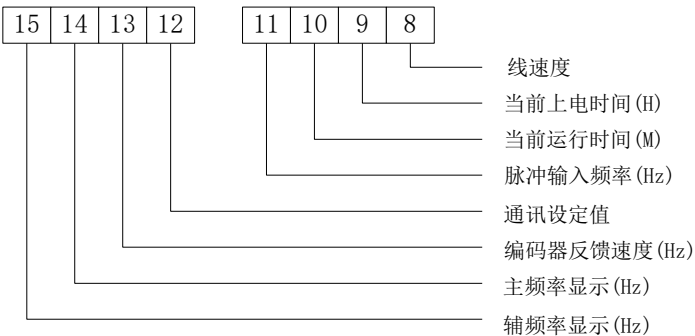 15 14 13 12 11 10 9 8
线速度
当前上电时间(H)
当前运行时间(M)
脉冲输入频率(Hz)
通讯设定值
编码器反馈速度(Hz)
主频率显示(Hz)
辅频率显示(Hz)